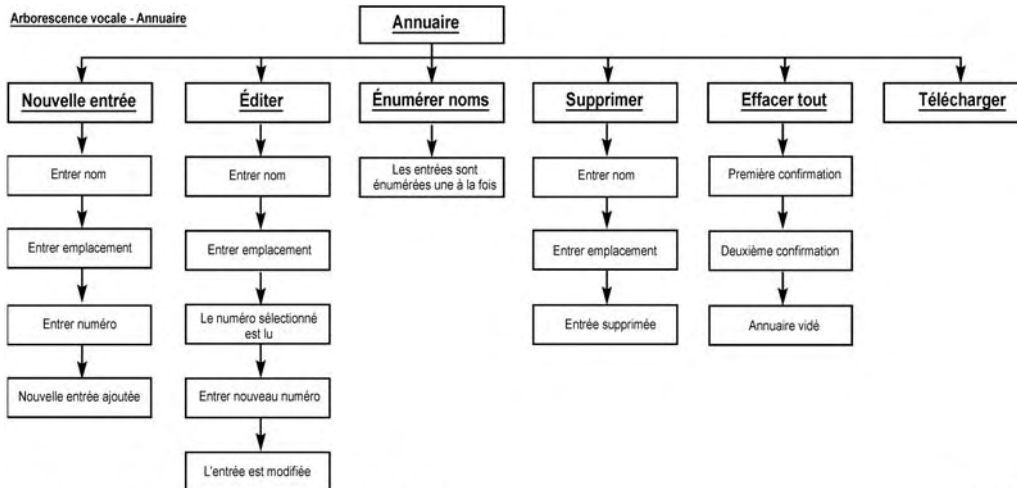 Arborescence vocale - Annuaire
Annuaire
Nouvelle entrée
Entrer nom
Entrer emplacement
Entrer numéro
Nouvelle entrée ajoutée
Éditer
Entrer nom
Entrer emplacement
Le numéro sélectionné
est lu
Entrer nouveau numéro
L'entrée est modifiée
Énumérer noms
Les entrées sont
énumérées une à la fois
Supprimer
Entrer nom
Entrer emplacement
Entrée supprimée
Effacer tout
Première confirmation
Deuxième confirmation
Annuaire vidé
Télécharger